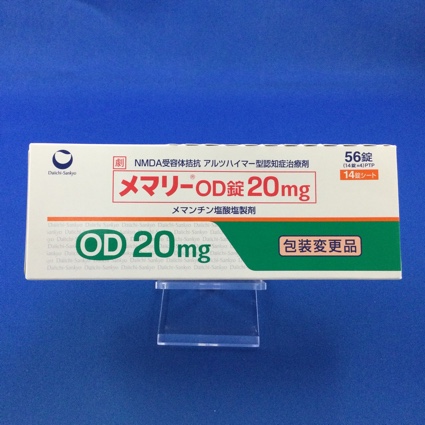 Daiichi-Sankyo
劇 NMDA受容体拮抗 アルツハイマー型認知症治療剤
メマリー®OD錠20mg
メマンチン塩酸塩製剤
56錠
(14錠×4)PTP
14錠シート
OD 20mg
包装変更品